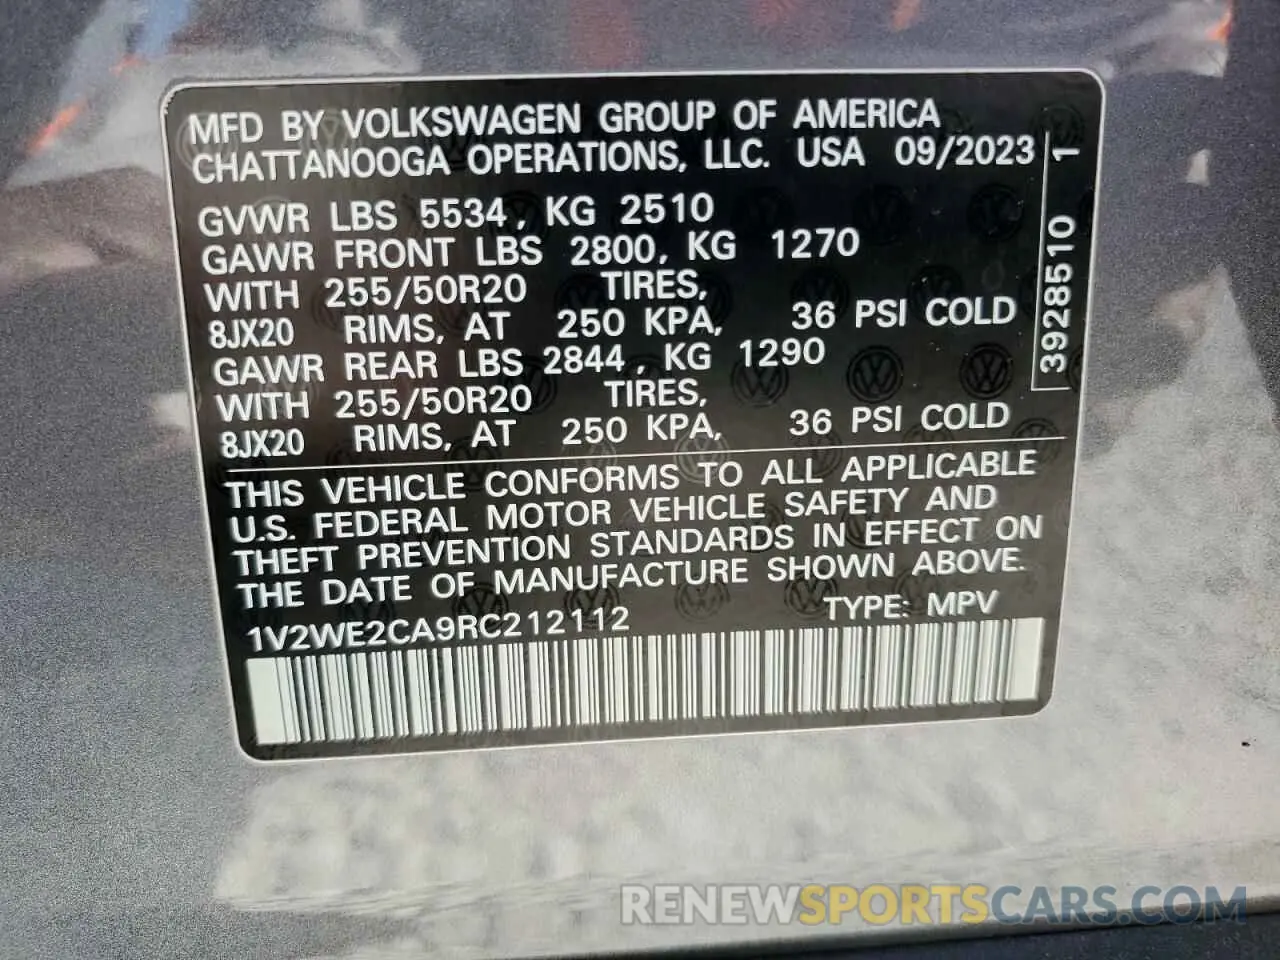 MFD BY VOLKSWAGEN GROUP OF AMERICA
CHATTANOOGA OPERATIONS, LLC. USA 09/2023
GVWR LBS 5534, KG 2510
GAWR FRONT LBS 2800, KG 1270
WITH 255/50R20 TIRES,
8JX20 RIMS, AT 250 KPA, 36 PSI COLD
GAWR REAR LBS 2844, KG 1290
WITH 255/50R20 TIRES,
8JX20 RIMS, AT 250 KPA, 36 PSI COLD
3928510 1
THIS VEHICLE CONFORMS TO ALL APPLICABLE
U.S. FEDERAL MOTOR VEHICLE SAFETY AND
THEFT PREVENTION STANDARDS IN EFFECT ON
THE DATE OF MANUFACTURE SHOWN ABOVE.
1V2WE2CA9RC212112 TYPE: MPV
RENEWSPORTSCARS.COM